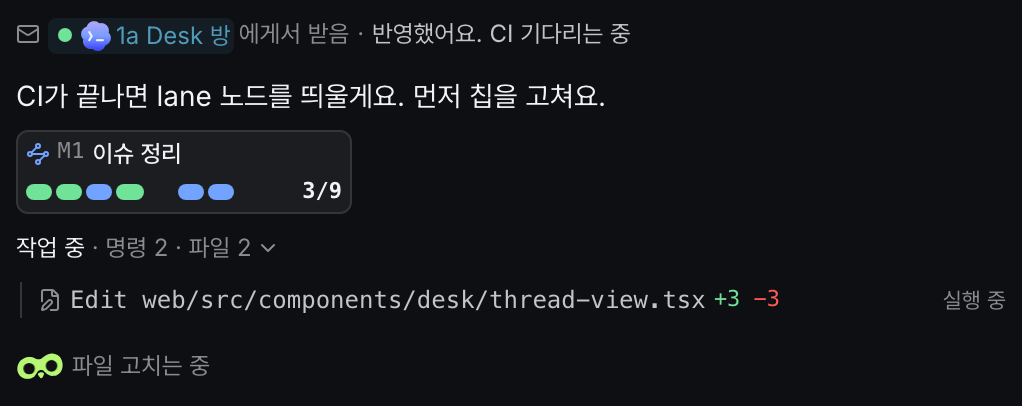 1a Desk 방 에게서 받음 · 반영했어요. CI 기다리는 중
CI가 끝나면 lane 노드를 띄울게요. 먼저 칩을 고쳐요.
M1 이슈 정리
3/9
작업 중 · 명령 2 · 파일 2
Edit web/src/components/desk/thread-view.tsx +3 −3 실행 중
파일 고치는 중